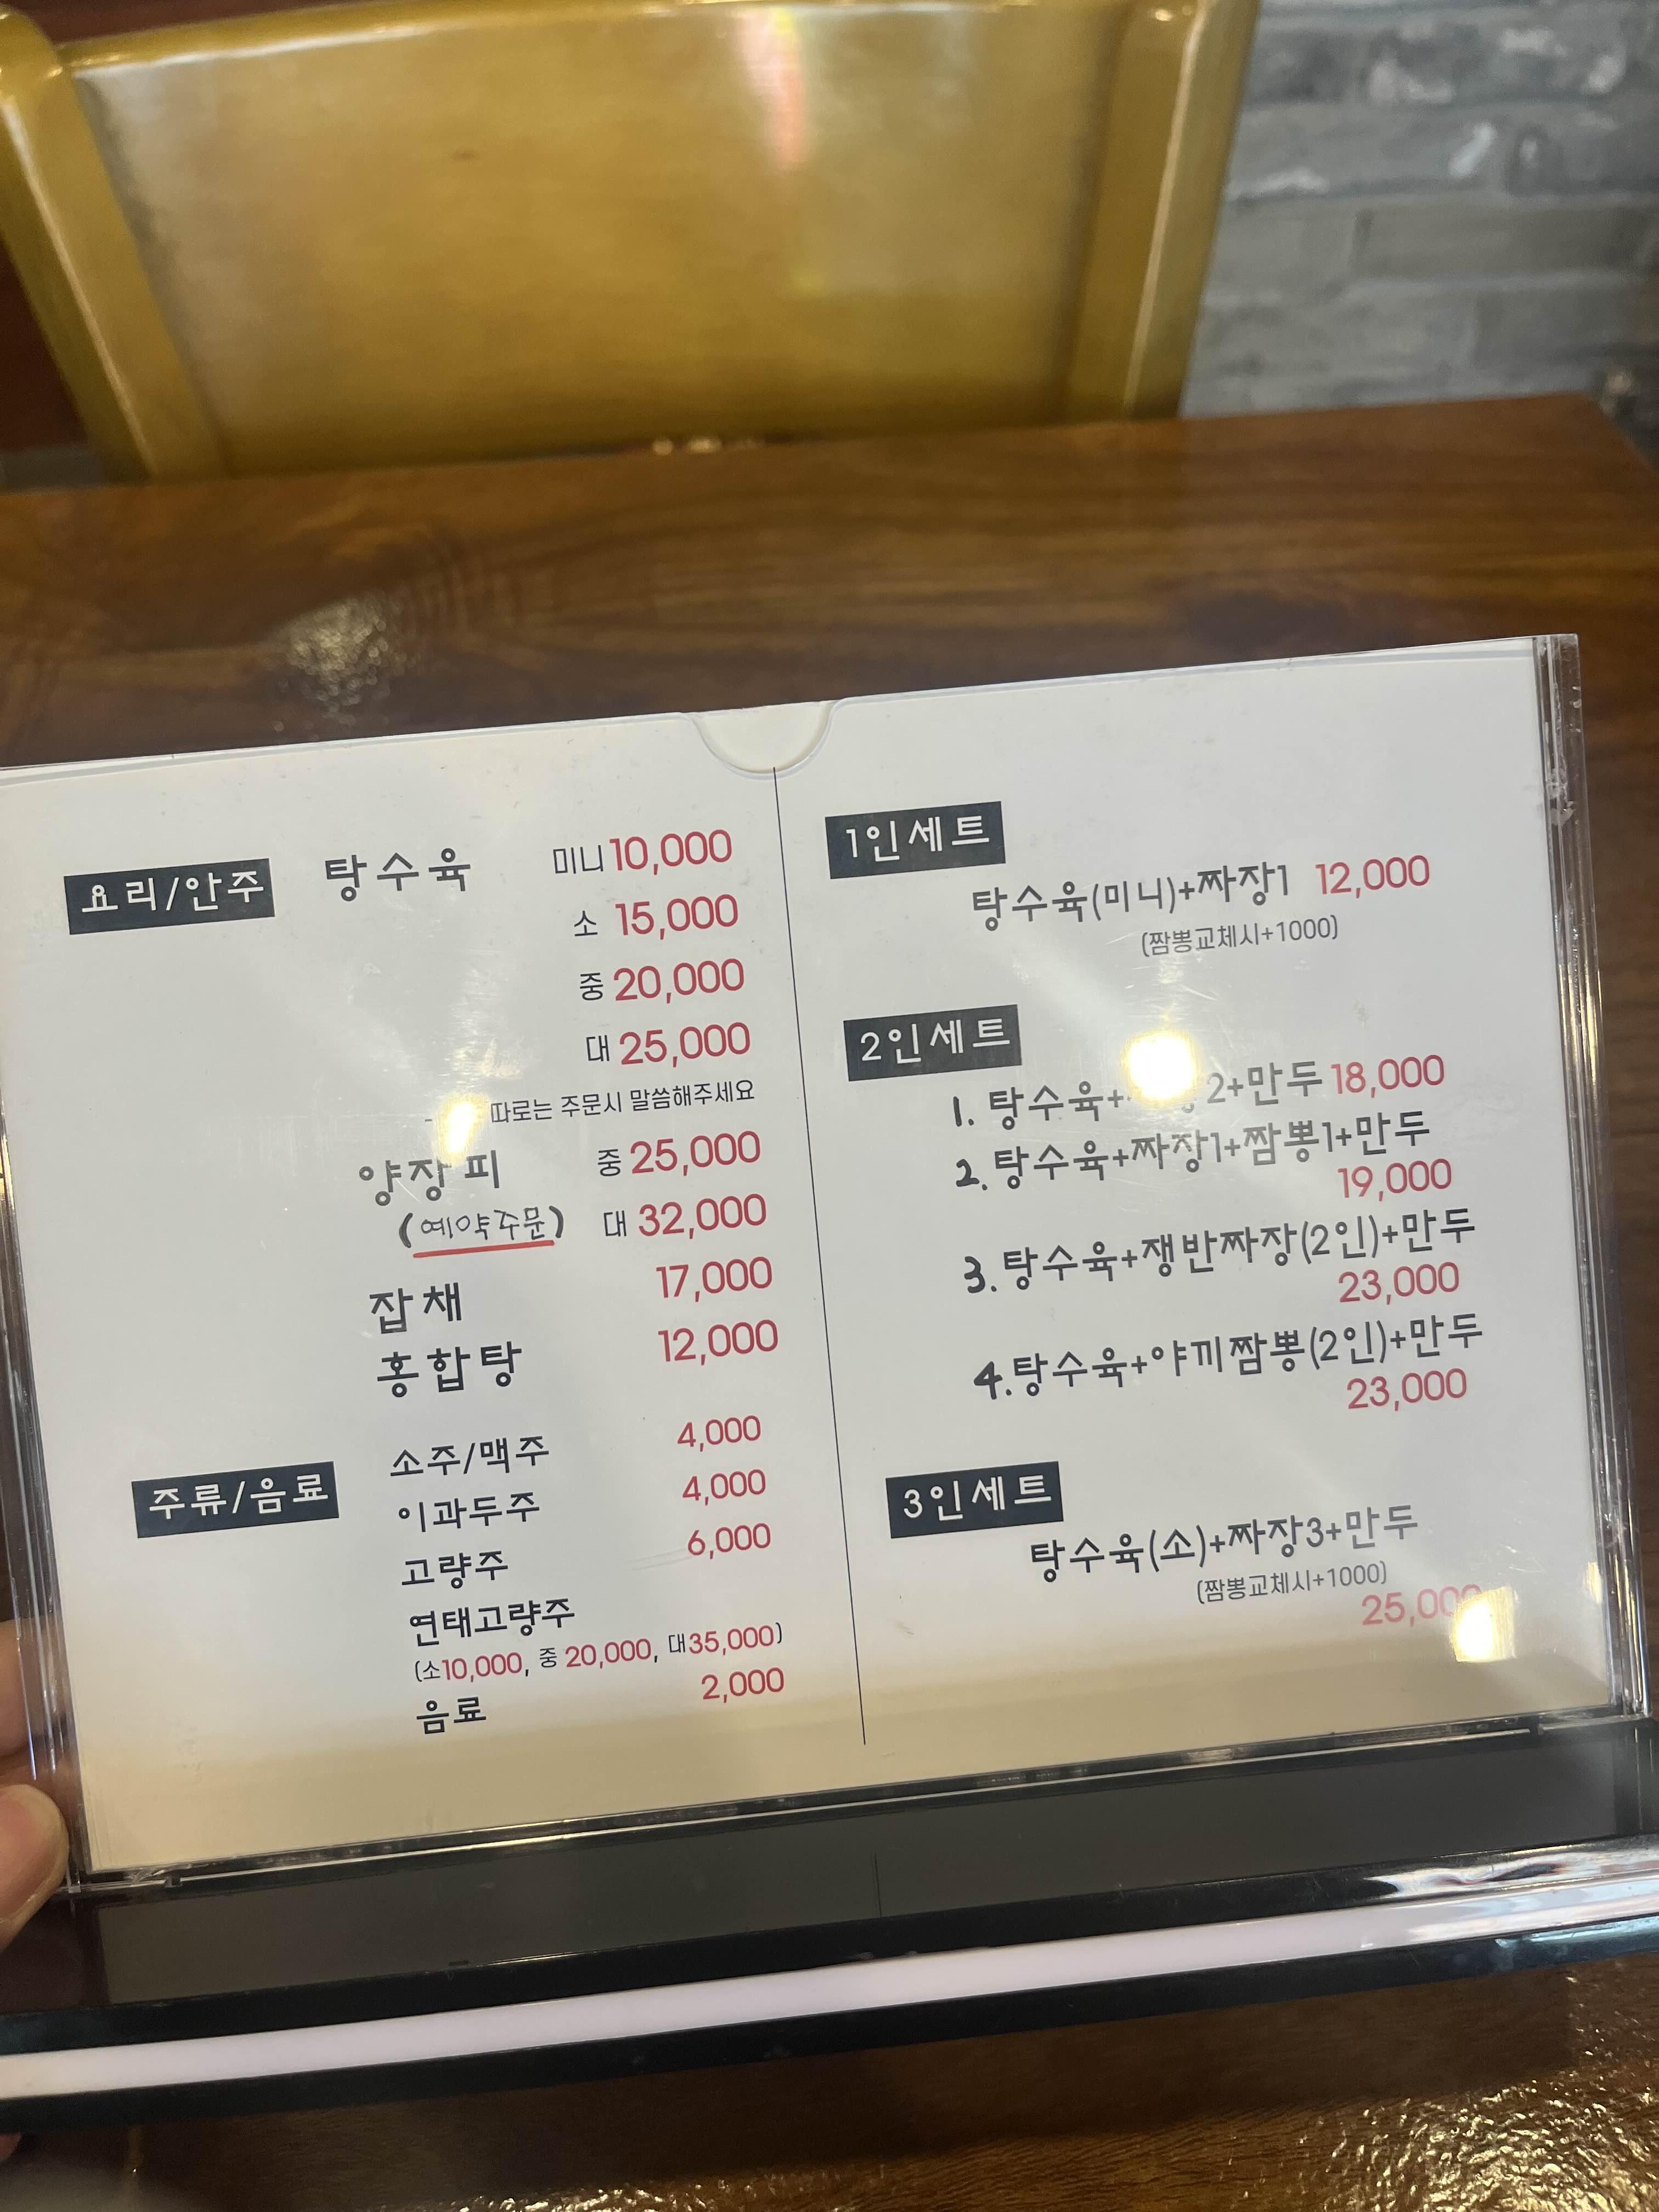 요리/안주
탕수육 미니 10,000
소 15,000
중 20,000
대 25,000
따로는 주문시 말씀해주세요
양장피 중 25,000
(예약주문) 대 32,000
잡채 17,000
홍합탕 12,000
주류/음료
소주/맥주 4,000
이과두주 4,000
고량주 6,000
연태고량주
(소10,000, 중 20,000, 대35,000)
음료 2,000
1인세트
탕수육(미니)+짜장1 12,000
(짬뽕교체시+1000)
2인세트
1. 탕수육+ 2+만두 18,000
2. 탕수육+짜장1+짬뽕1+만두
19,000
3. 탕수육+쟁반짜장(2인)+만두
23,000
4. 탕수육+야끼짬뽕(2인)+만두
23,000
3인세트
탕수육(소)+짜장3+만두
(짬뽕교체시+1000)
25,000